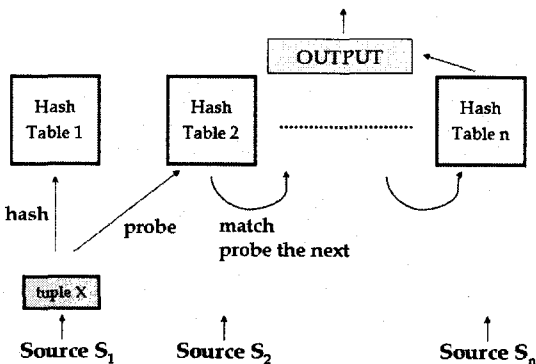 OUTPUT
Hash
Table 1
Hash
Table 2
Hash
Table n
hash
probe
match
probe the next
tuple X
Source S1
Source S2
Source Sn